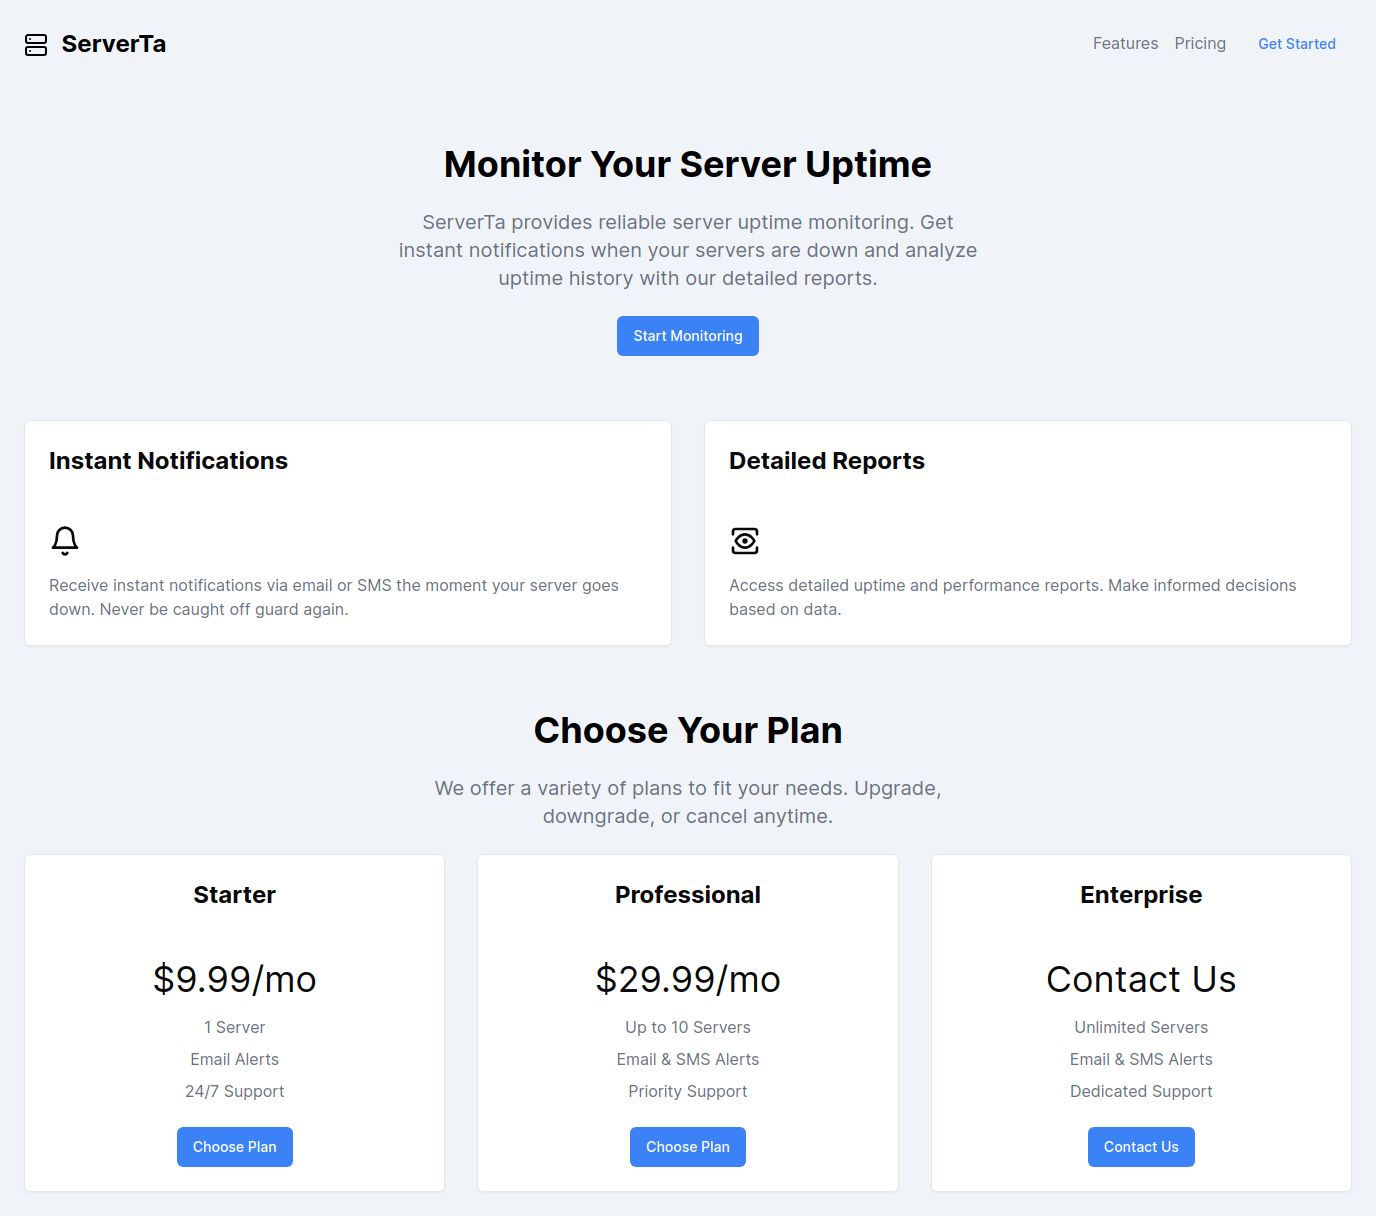 ServerTa
Features Pricing Get Started
Monitor Your Server Uptime
ServerTa provides reliable server uptime monitoring. Get
instant notifications when your servers are down and analyze
uptime history with our detailed reports.
Start Monitoring
Instant Notifications
Receive instant notifications via email or SMS the moment your server goes
down. Never be caught off guard again.
Detailed Reports
Access detailed uptime and performance reports. Make informed decisions
based on data.
Choose Your Plan
We offer a variety of plans to fit your needs. Upgrade,
downgrade, or cancel anytime.
Starter
$9.99/mo
1 Server
Email Alerts
24/7 Support
Choose Plan
Professional
$29.99/mo
Up to 10 Servers
Email & SMS Alerts
Priority Support
Choose Plan
Enterprise
Contact Us
Unlimited Servers
Email & SMS Alerts
Dedicated Support
Contact Us